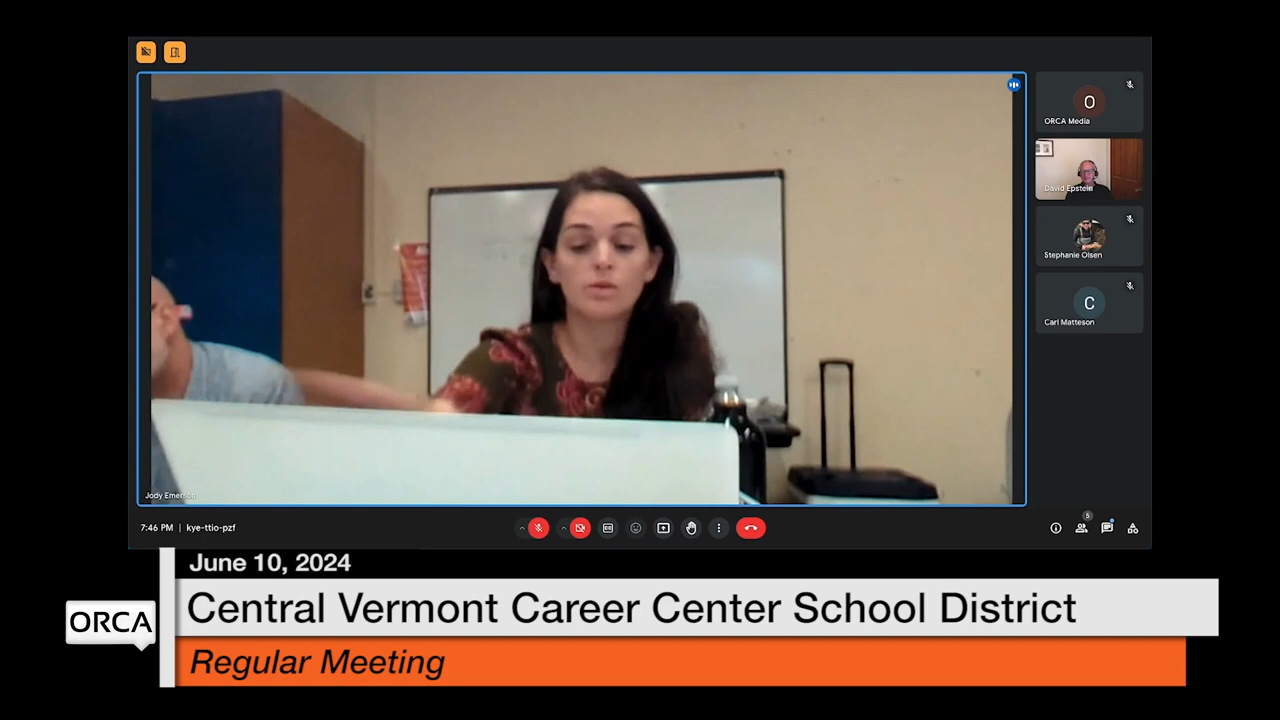 O
ORCA Media
David Epstein
Stephanie Olsen
C
Carl Matteson
Jody Emerson
7:46 PM | kye-ttio-pzf
5
June 10, 2024
Central Vermont Career Center School District
ORCA
Regular Meeting